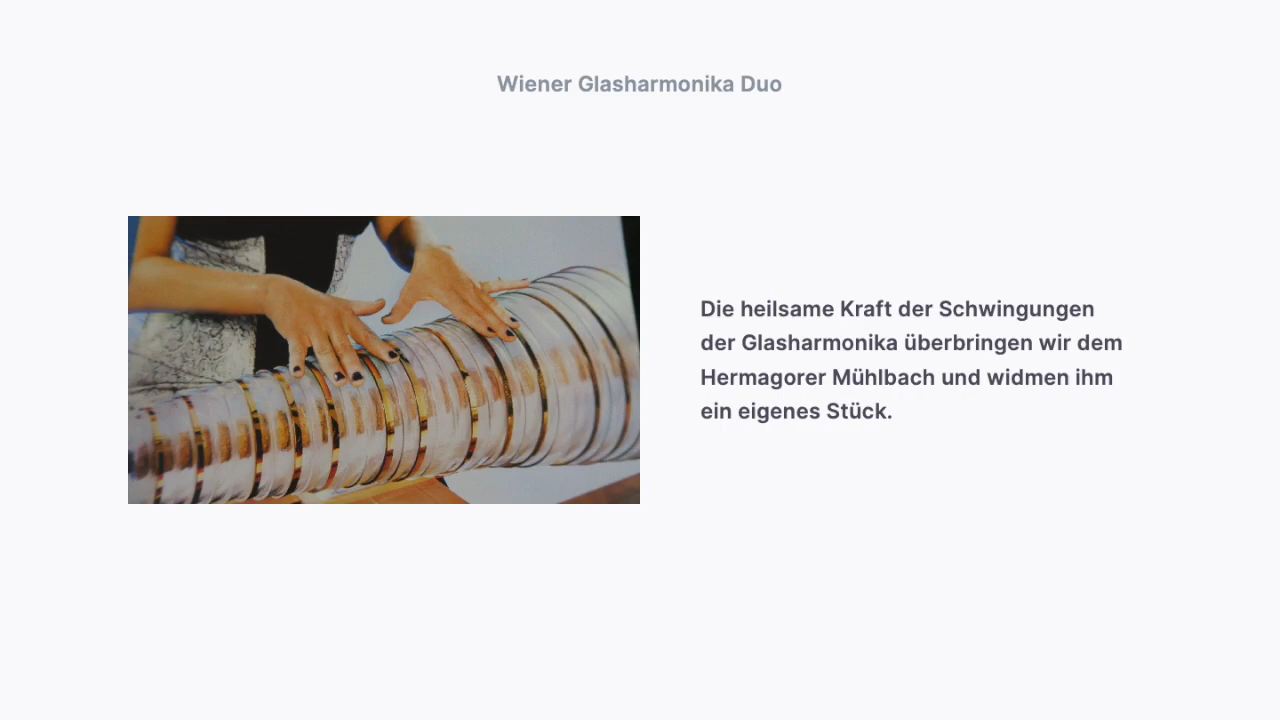 Wiener Glasharmonika Duo
Die heilsame Kraft der Schwingungen
der Glasharmonika überbringen wir dem
Hermagorer Mühlbach und widmen ihm
ein eigenes Stück.